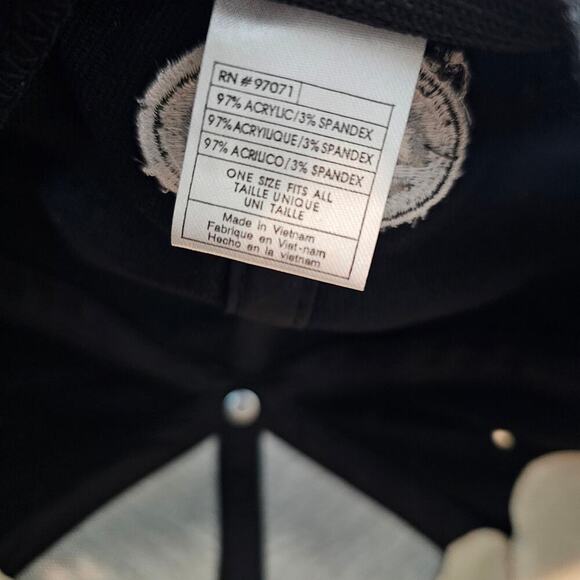 RN # 97071
97% ACRYLIC/3% SPANDEX
97% ACRYLIQUE/3% SPANDEX
97% ACRILICO/3% SPANDEX
ONE SIZE FITS ALL
TAILLE UNIQUE
UNI TAILLE
Made in Vietnam
Fabrique en Viet-nam
Hecho en la vietnam